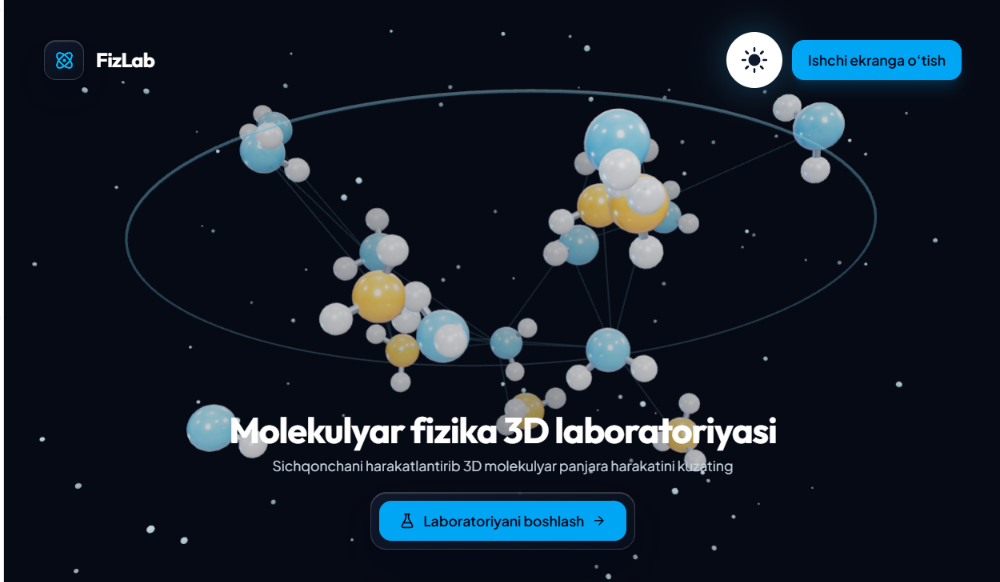 FizLab
Ishchi ekranga o‘tish
Molekulyar fizika 3D laboratoriyasi
Sichqonchani harakatlantirib 3D molekulyar panjara harakatini kuzating
Laboratoriyani boshlash →